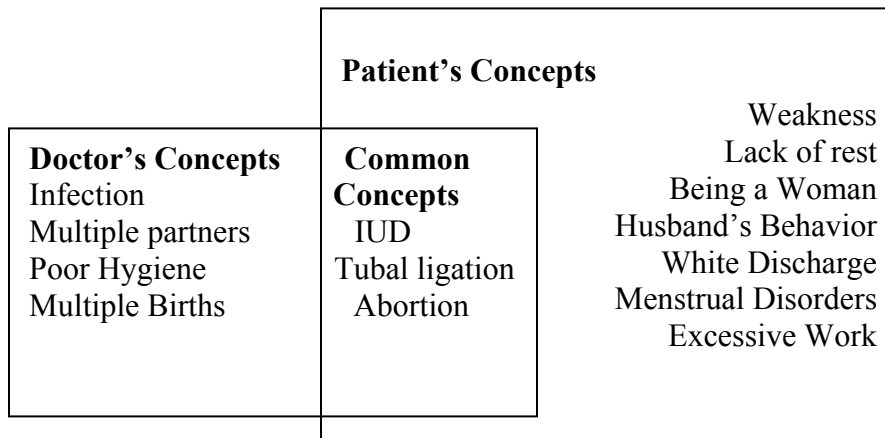 Patient’s Concepts
Weakness
Lack of rest
Being a Woman
Husband’s Behavior
White Discharge
Menstrual Disorders
Excessive Work
Doctor’s Concepts
Infection
Multiple partners
Poor Hygiene
Multiple Births
Common
Concepts
IUD
Tubal ligation
Abortion